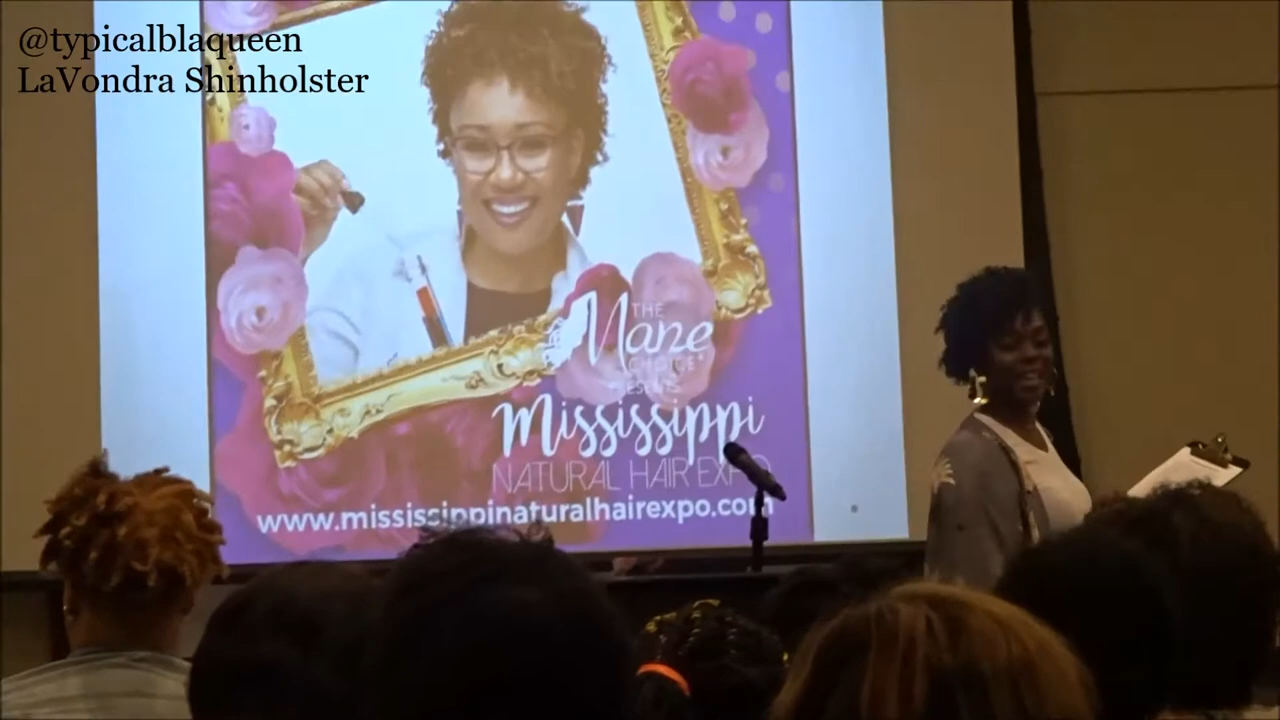 @typicalblaqueen
LaVondra Shinholster
THE
Mane
CHOICE
Mississippi
NATURAL HAIR EXPO
www.mississippinaturalhairexpo.com